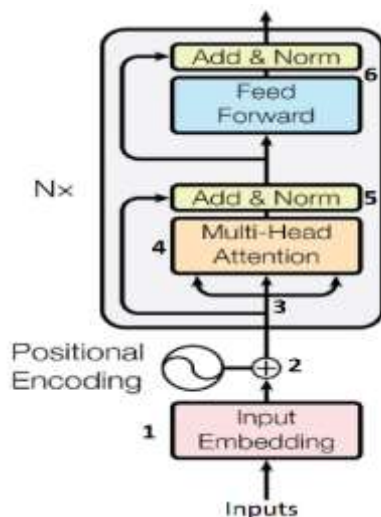 Add & Norm
6
Feed
Forward
Nx
Add & Norm
5
4
Multi-Head
Attention
3
Positional
Encoding
2
1
Input
Embedding
Inputs